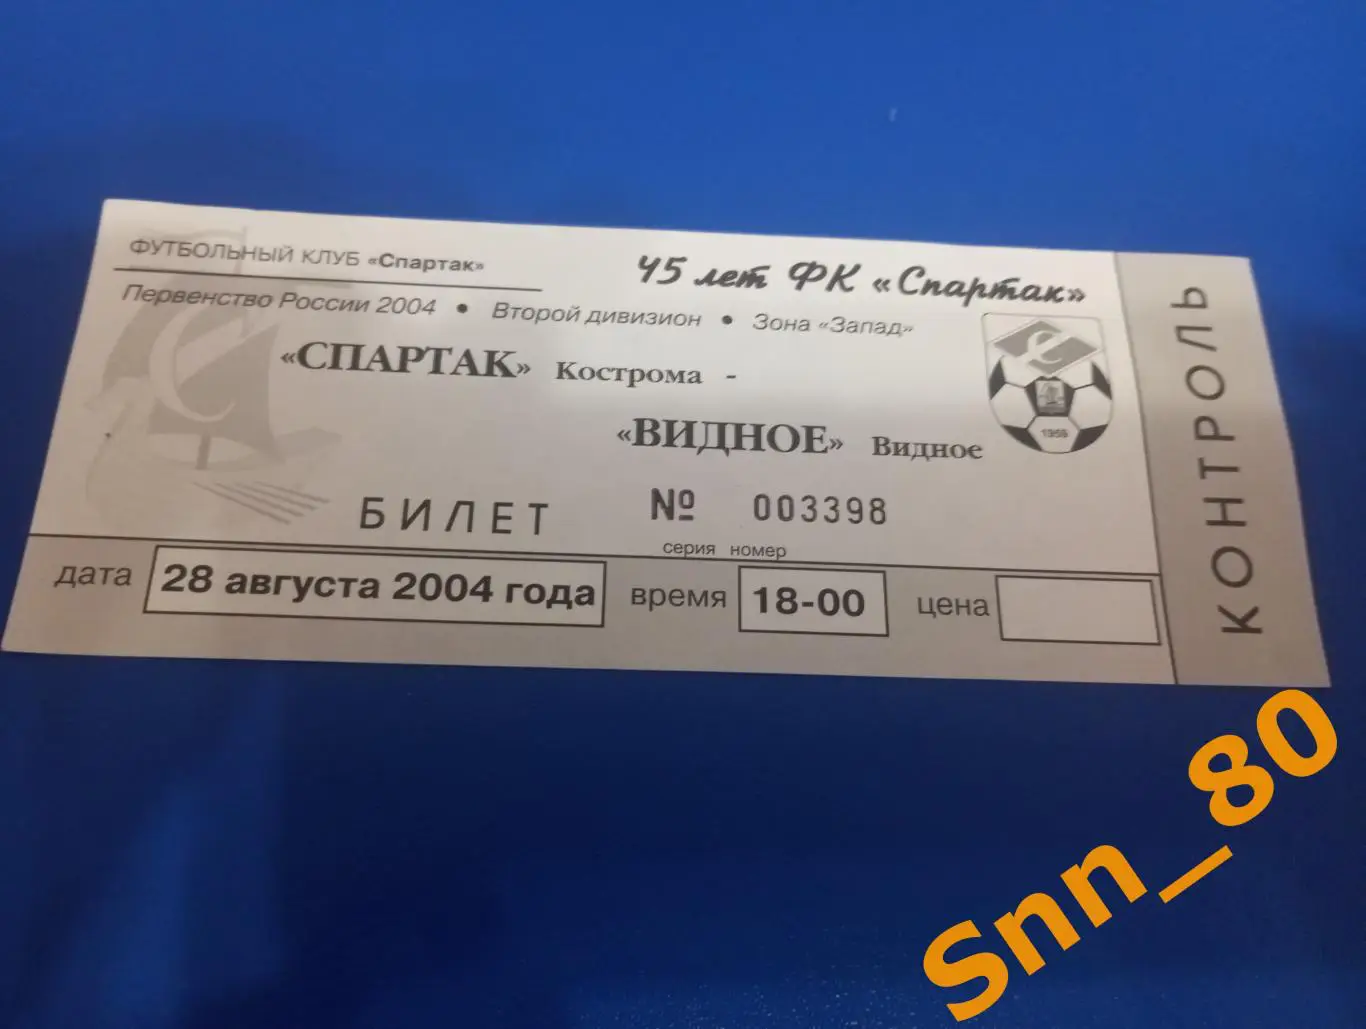 ФУТБОЛЬНЫЙ КЛУБ «Спартак»
45 лет ФК «Спартак»
Первенство России 2004 • Второй дивизион • Зона «Запад»
«СПАРТАК» Кострома -
«ВИДНОЕ» Видное
1959
БИЛЕТ № 003398
серия номер
дата 28 августа 2004 года время 18-00 цена
КОНТРОЛЬ
Snn_80